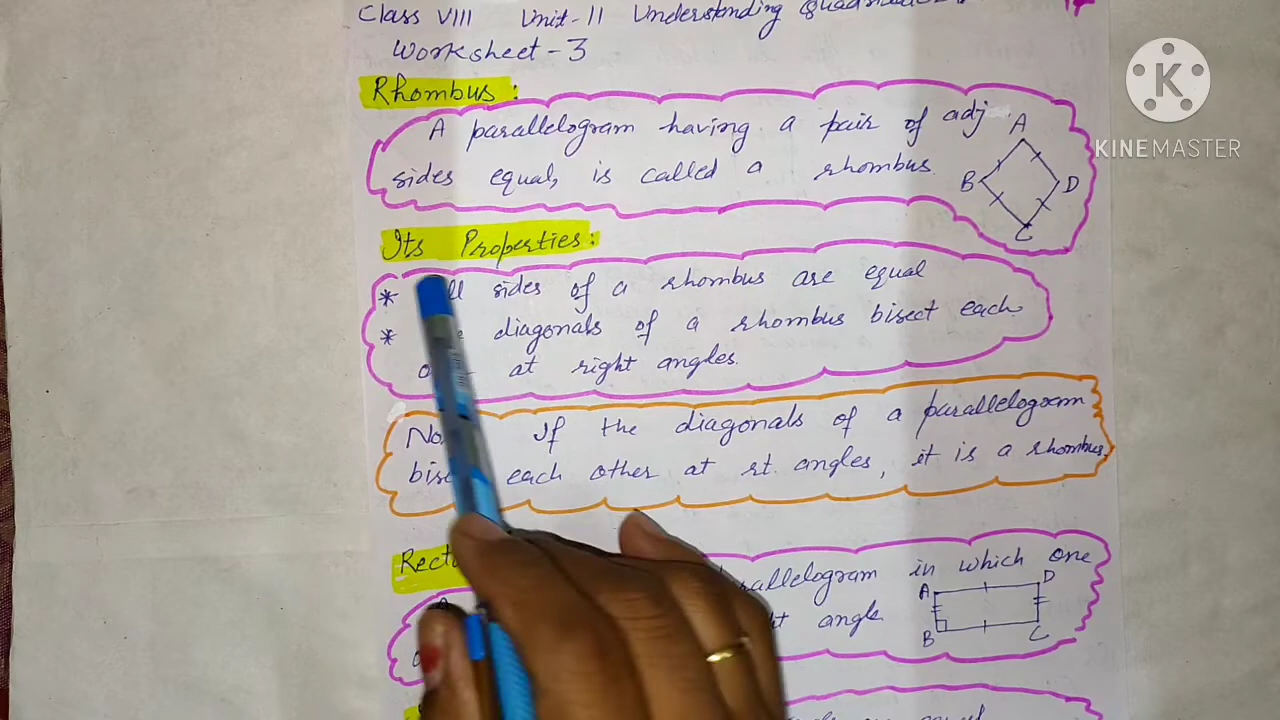 Class VIII Unit-11 Understanding
Worksheet-3
K
KINEMASTER
Rhombus:
A parallelogram having a pair of adj
sides equal, is called a rhombus.
A
B
D
C
Its Properties:
* sides of a rhombus are equal
* diagonals of a rhombus bisect each
at right angles.
If the diagonals of a parallelogram
each other at rt. angles, it is a rhombus.
in which one
angle
A
D
B
C